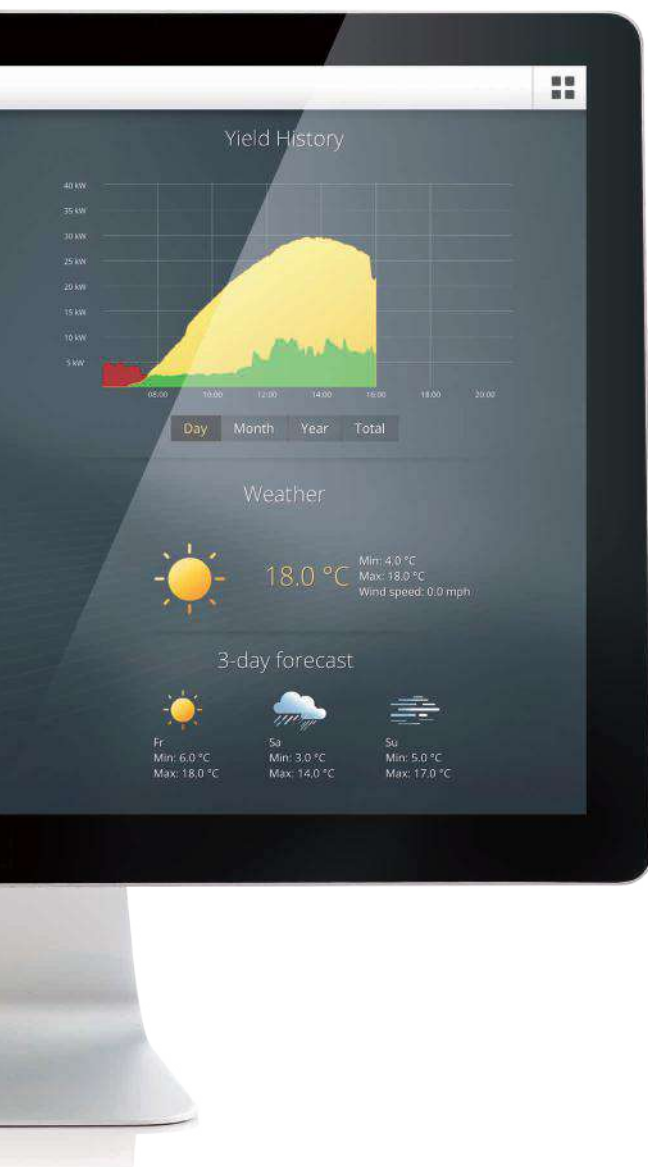 Yield History
40 kW
35 kW
30 kW
25 kW
20 kW
15 kW
10 kW
5 kW
08:00 10:00 12:00 14:00 16:00 18:00 20:00
Day Month Year Total
Weather
18.0 °C
Min: 4.0 °C
Max: 18.0 °C
Wind speed: 0.0 mph
3-day forecast
Fr
Min: 6.0 °C
Max: 18.0 °C
Sa
Min: 3.0 °C
Max: 14.0 °C
Su
Min: 5.0 °C
Max: 17.0 °C